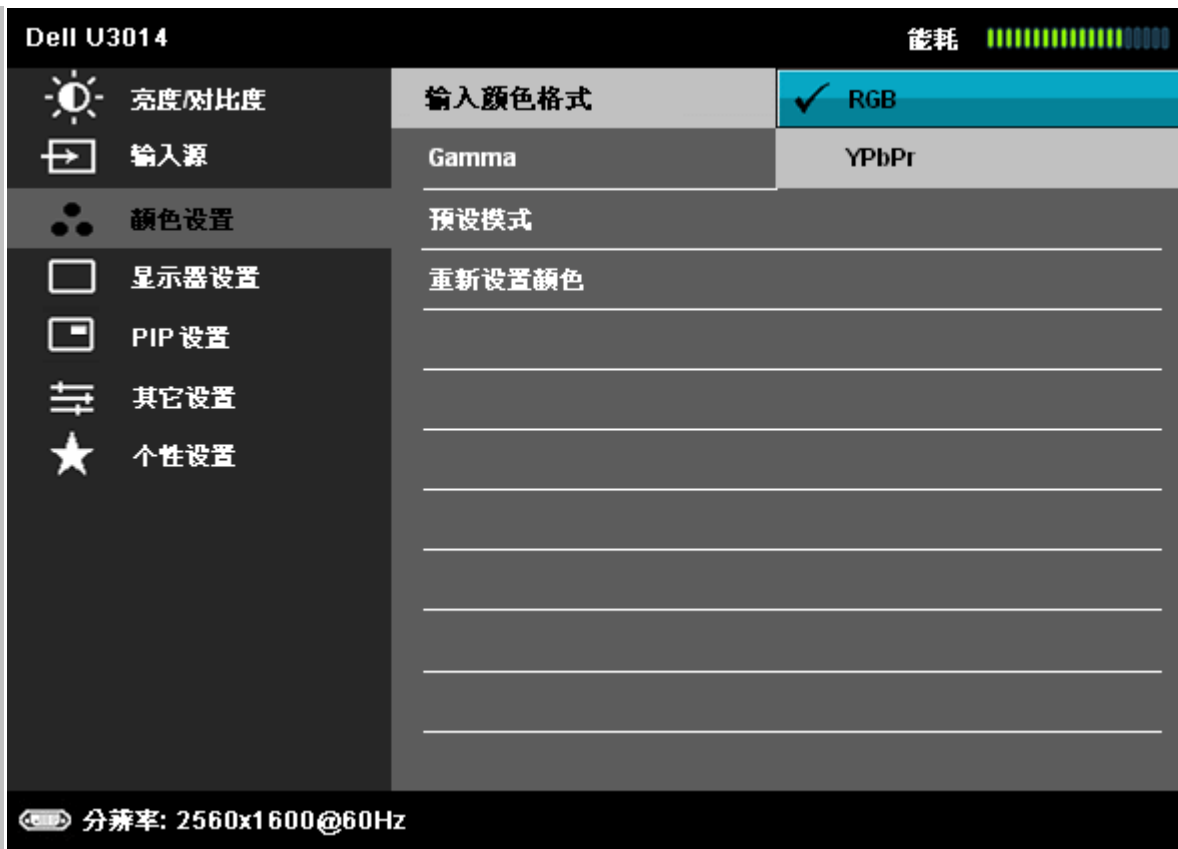 Dell U3014
能耗
亮度/对比度
输入颜色格式
✓ RGB
输入源
Gamma
YPbPr
颜色设置
预设模式
显示器设置
重新设置颜色
PIP 设置
其它设置
个性设置
分辨率: 2560x1600@60Hz